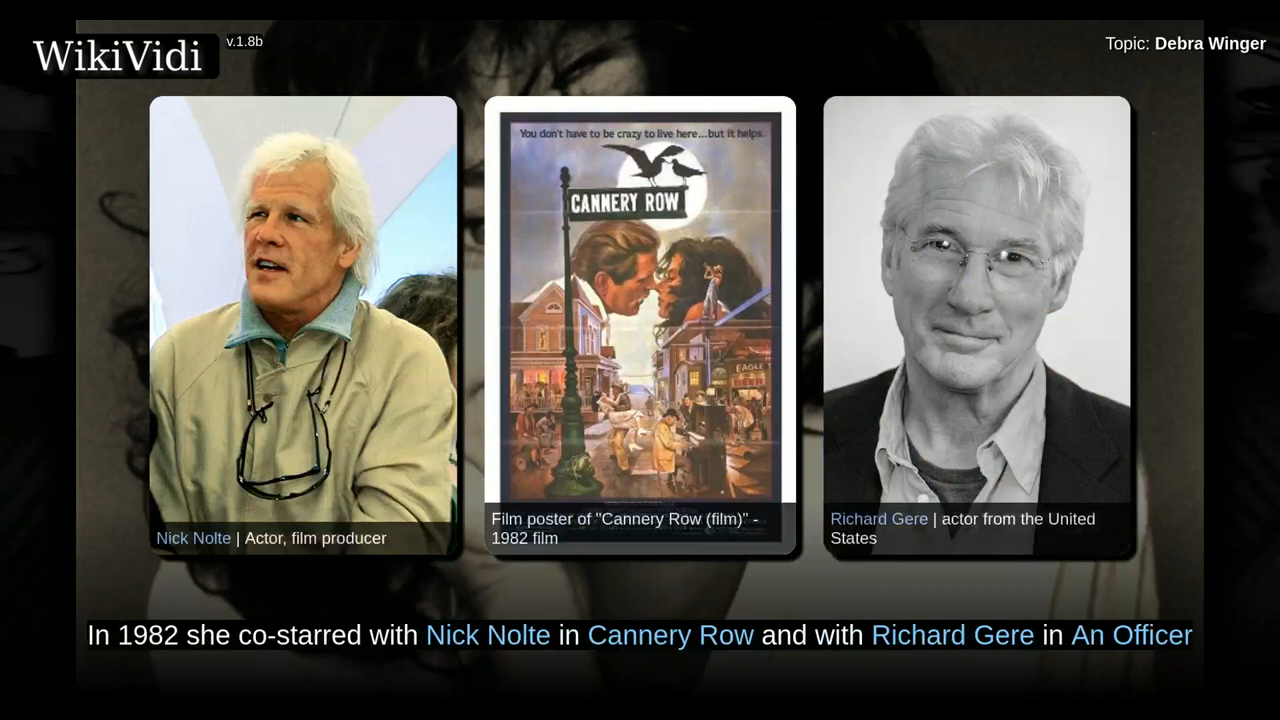 WikiVidi
v.1.8b
Topic: Debra Winger
You don't have to be crazy to live here...but it helps.
CANNERY ROW
EAGLE
Nick Nolte | Actor, film producer
Film poster of "Cannery Row (film)" -
1982 film
Richard Gere | actor from the United
States
In 1982 she co-starred with Nick Nolte in Cannery Row and with Richard Gere in An Officer